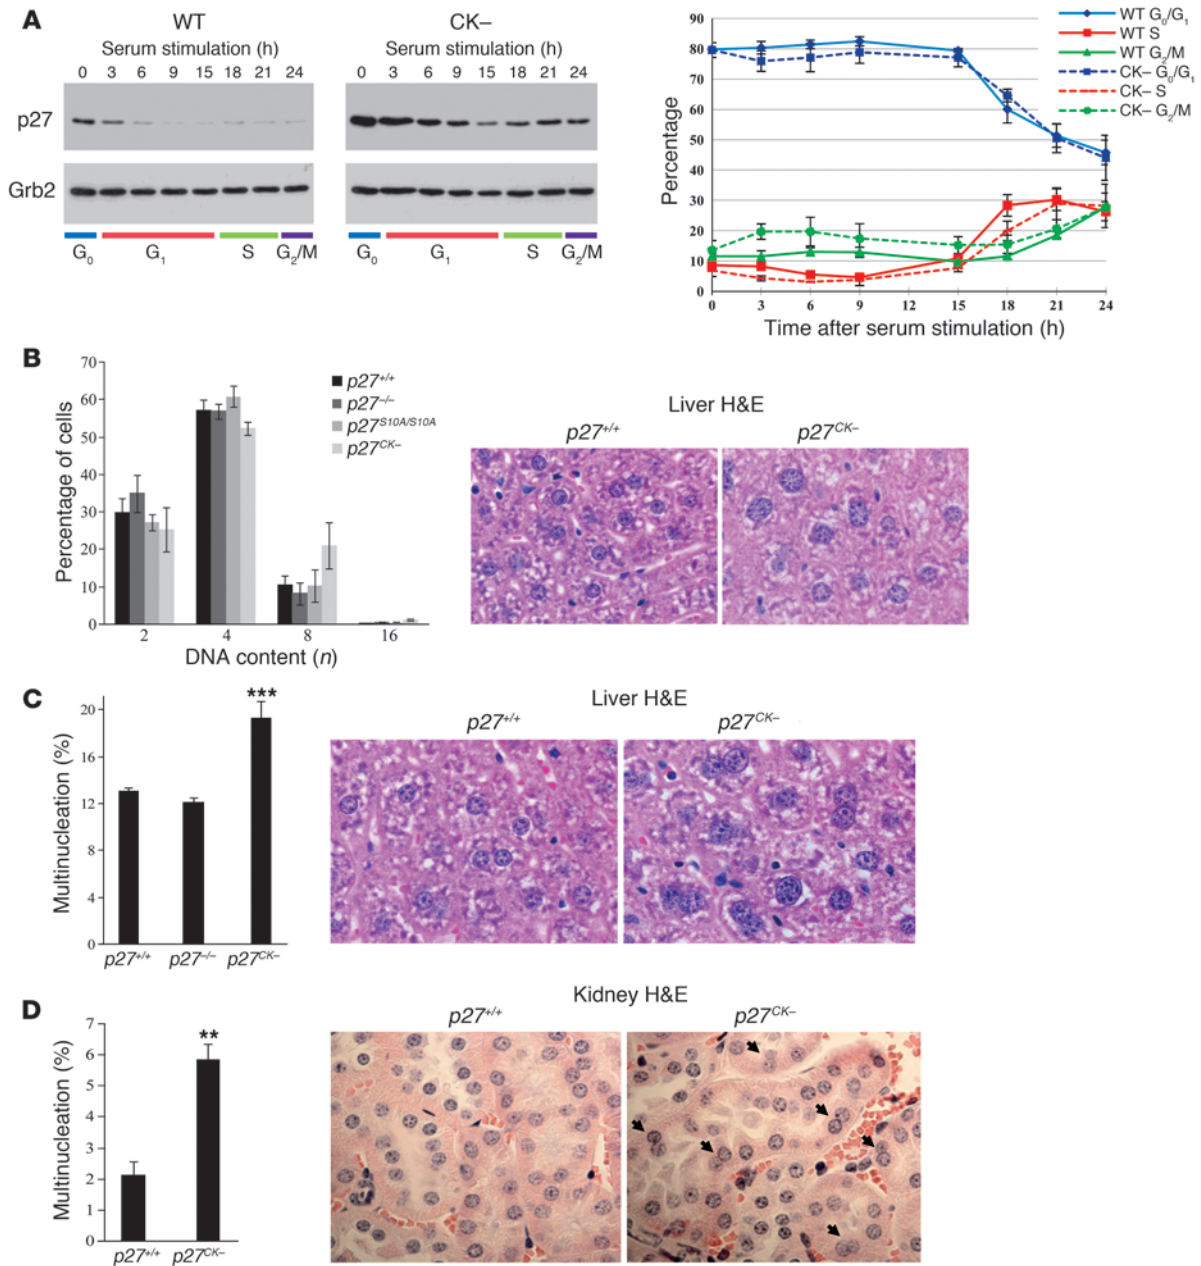 A
WT
Serum stimulation (h)
0 3 6 9 15 18 21 24
p27
Grb2
G0 G1 S G2/M
CK–
Serum stimulation (h)
0 3 6 9 15 18 21 24
G0 G1 S G2/M
Percentage
90
80
70
60
50
40
30
20
10
0
0 3 6 9 12 15 18 21 24
Time after serum stimulation (h)
WT G0/G1
WT S
WT G2/M
CK– G0/G1
CK– S
CK– G2/M
B
Percentage of cells
70
60
50
40
30
20
10
0
2 4 8 16
DNA content (n)
p27+/+
p27–/–
p27S10A/S10A
p27CK–
Liver H&E
p27+/+ p27CK–
C
Multinucleation (%)
20
16
12
8
4
0
***
p27+/+ p27–/– p27CK–
Liver H&E
p27+/+ p27CK–
D
Multinucleation (%)
7
6
5
4
3
2
1
0
**
p27+/+ p27CK–
Kidney H&E
p27+/+ p27CK–